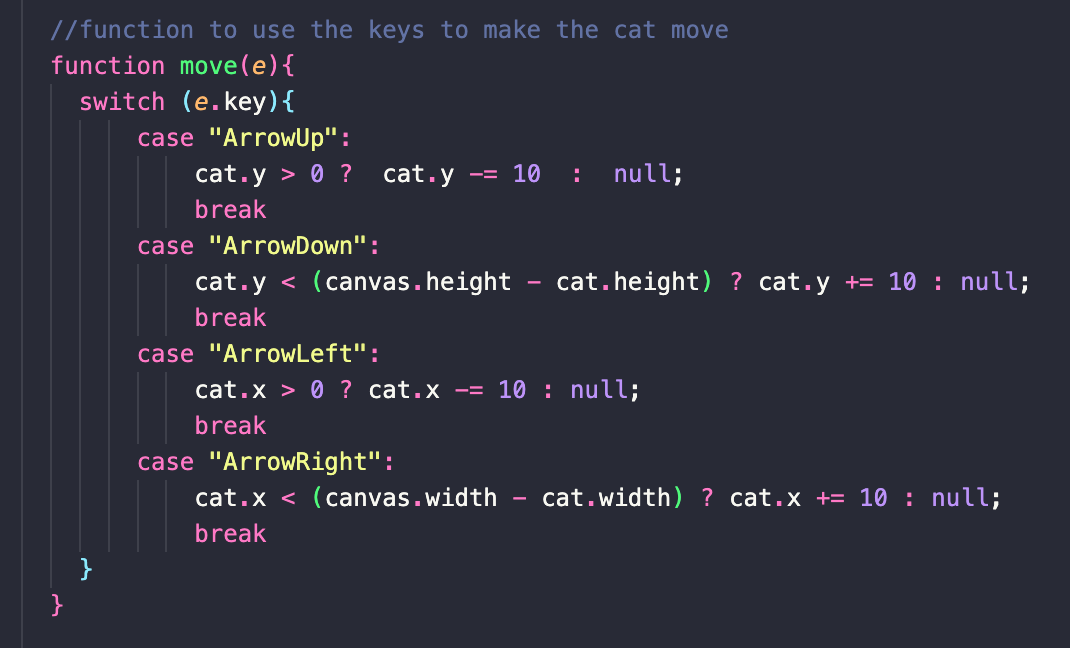 //function to use the keys to make the cat move
function move(e){
  switch (e.key){
      case "ArrowUp":
          cat.y > 0 ?  cat.y -= 10  :  null;
          break
      case "ArrowDown":
          cat.y < (canvas.height - cat.height) ? cat.y += 10 : null;
          break
      case "ArrowLeft":
          cat.x > 0 ? cat.x -= 10 : null;
          break
      case "ArrowRight":
          cat.x < (canvas.width - cat.width) ? cat.x += 10 : null;
          break
  }
}